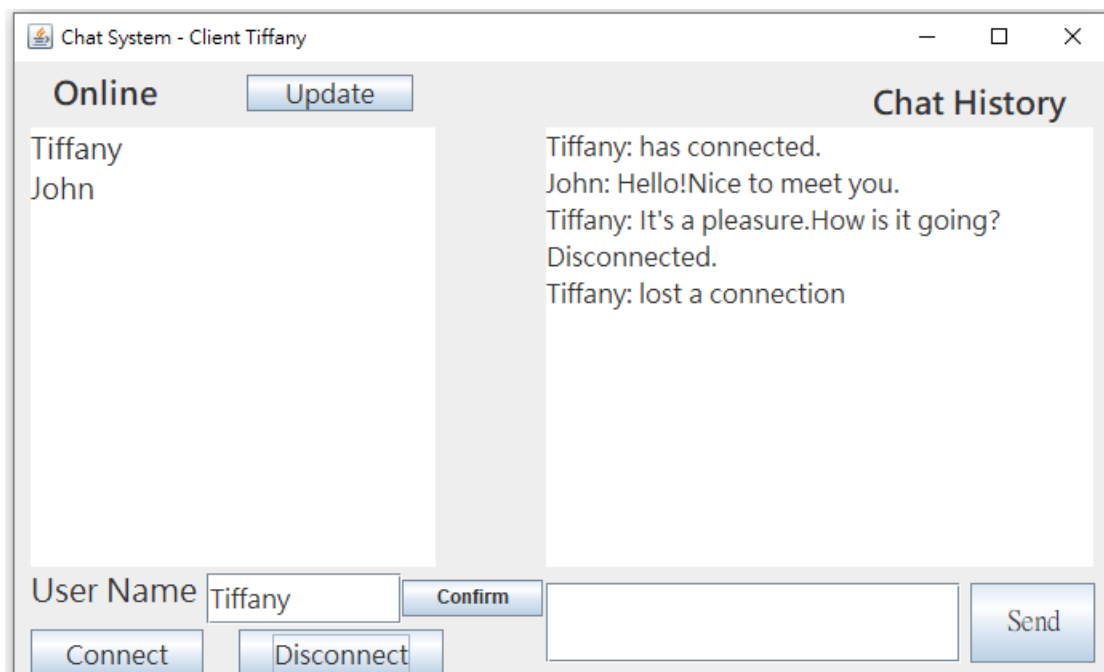 Chat System - Client Tiffany
Online
Update
Chat History
Tiffany
John
Tiffany: has connected.
John: Hello!Nice to meet you.
Tiffany: It's a pleasure.How is it going?
Disconnected.
Tiffany: lost a connection
User Name
Tiffany
Confirm
Send
Connect
Disconnect